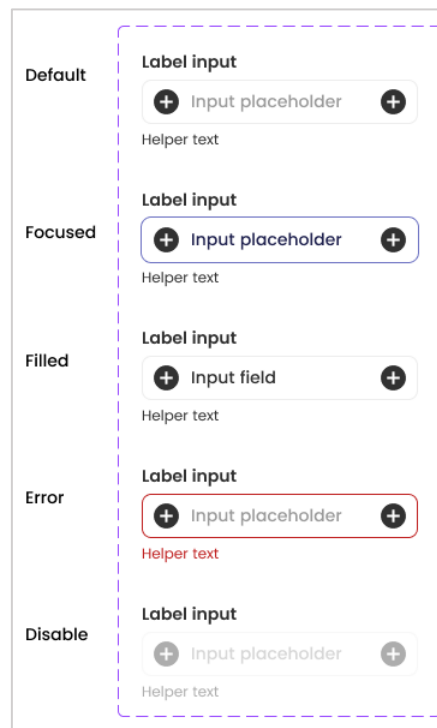 Default
Label input
Input placeholder
Helper text
Focused
Label input
Input placeholder
Helper text
Filled
Label input
Input field
Helper text
Error
Label input
Input placeholder
Helper text
Disable
Label input
Input placeholder
Helper text